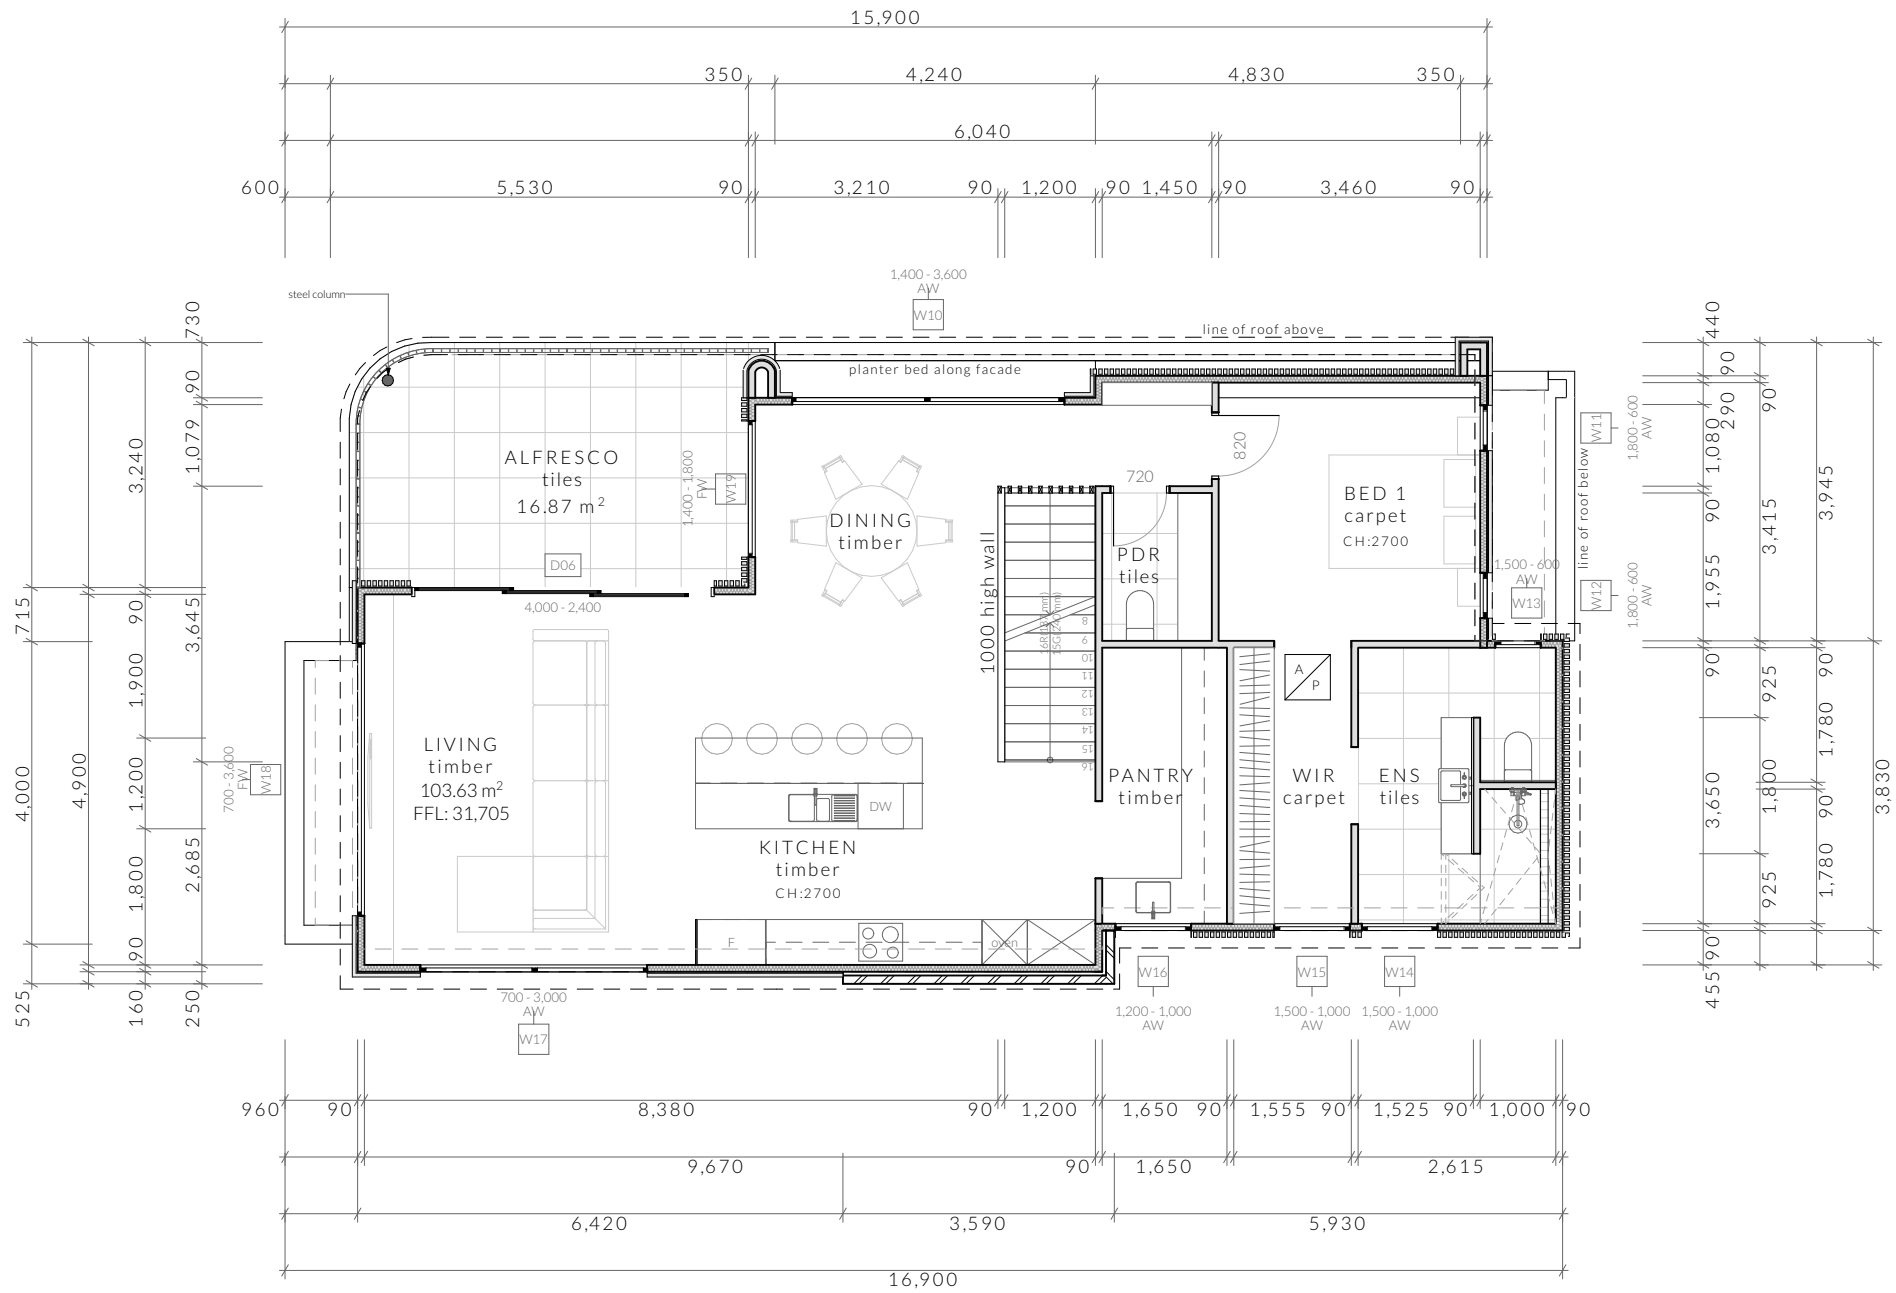 15,900
350
4,240
4,830
350
6,040
600
5,530
90
3,210
90
1,200
90
1,450
90
3,460
90
1,400 - 3,600
AW
W10
steel column
line of roof above
planter bed along facade
730
90
1,079
3,645
2,685
250
3,240
90
1,900
1,200
1,800
90
160
4,900
715
4,000
525
440
90
290
1,080
90
1,955
90
3,650
90
455
90
3,415
925
1,800
925
3,945
90
1,780
90
1,780
3,830
W11
1,800 - 600
AW
line of roof below
W12
1,800 - 600
AW
1,500 - 600
AW
W13
ALFRESCO
tiles
16.87 m²
1,400 - 1,800
FW
W19
D06
4,000 - 2,400
DINING
timber
1000 high wall
8
9
10
11
12
13
14
15
16
720
820
PDR
tiles
BED 1
carpet
CH:2700
A
P
LIVING
timber
103.63 m²
FFL: 31,705
700 - 3,600
FW
W18
DW
KITCHEN
timber
CH:2700
F
oven
PANTRY
timber
WIR
carpet
ENS
tiles
700 - 3,000
AW
W17
W16
1,200 - 1,000
AW
W15
1,500 - 1,000
AW
W14
1,500 - 1,000
AW
960
90
8,380
90
1,200
1,650
90
1,555
90
1,525
90
1,000
90
9,670
90
1,650
2,615
6,420
3,590
5,930
16,900